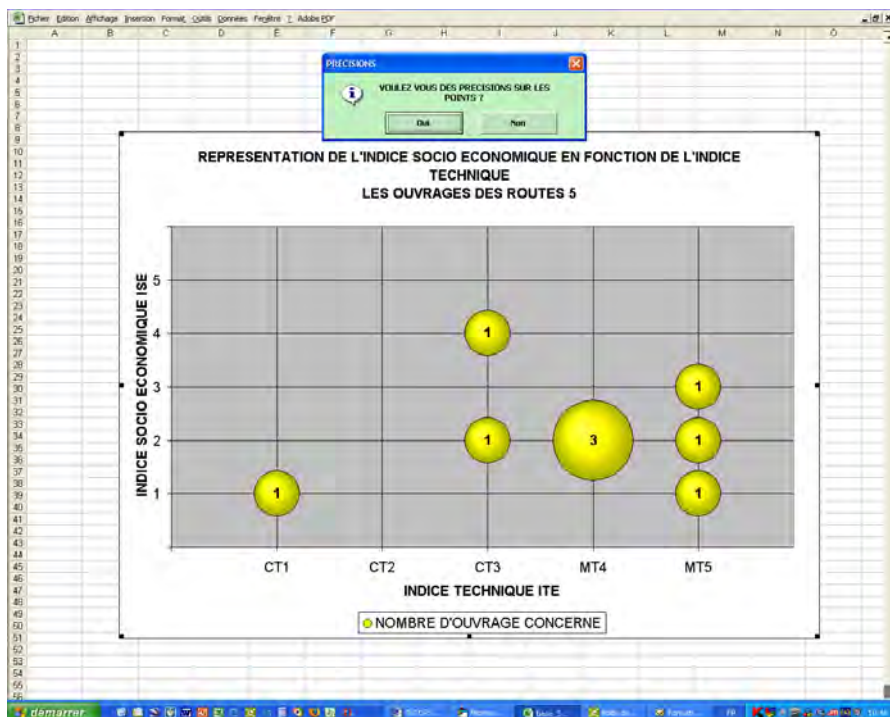 Fichier Edition Affichage Insertion Format Outils Données Fenêtre ? Adobe PDF
A B C D E F G H I J K L M N O
PRECISIONS
VOULEZ VOUS DES PRECISIONS SUR LES
POINTS ?
Oui Non
REPRESENTATION DE L'INDICE SOCIO ECONOMIQUE EN FONCTION DE L'INDICE
TECHNIQUE
LES OUVRAGES DES ROUTES 5
INDICE SOCIO ECONOMIQUE ISE
5
4
3
2
1
1
1
1
3
1
1
1
1
CT1 CT2 CT3 MT4 MT5
INDICE TECHNIQUE ITE
NOMBRE D'OUVRAGE CONCERNE
démarrer
FR